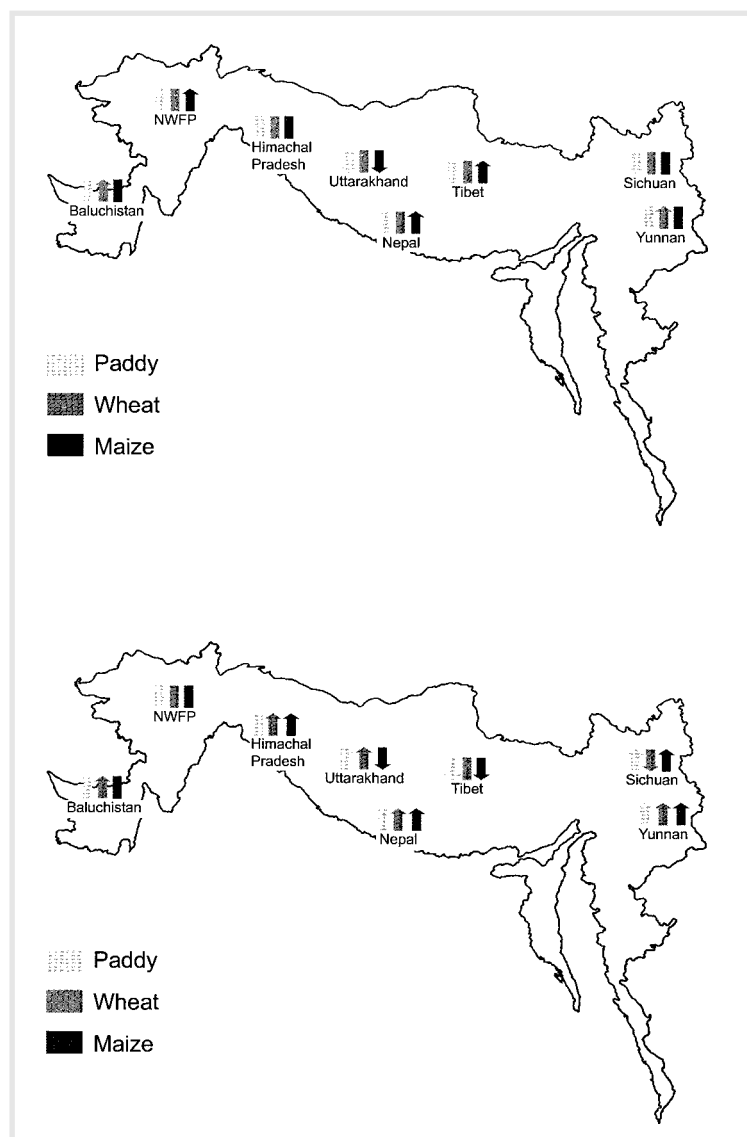 NWFP
Himachal
Pradesh
Uttarakhand
Tibet
Sichuan
Baluchistan
Nepal
Yunnan
Paddy
Wheat
Maize
NWFP
Himachal
Pradesh
Uttarakhand
Tibet
Sichuan
Baluchistan
Nepal
Yunnan
Paddy
Wheat
Maize